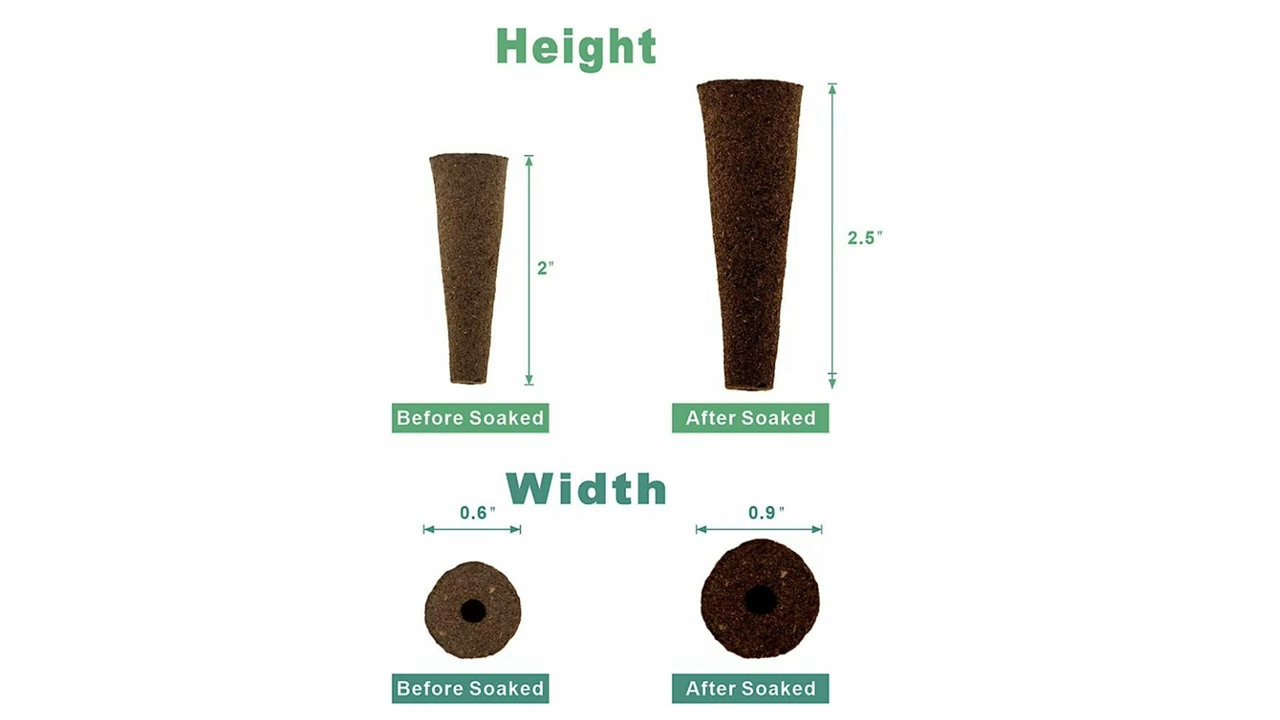 Height
2"
2.5"
Before Soaked
After Soaked
Width
0.6"
0.9"
Before Soaked
After Soaked